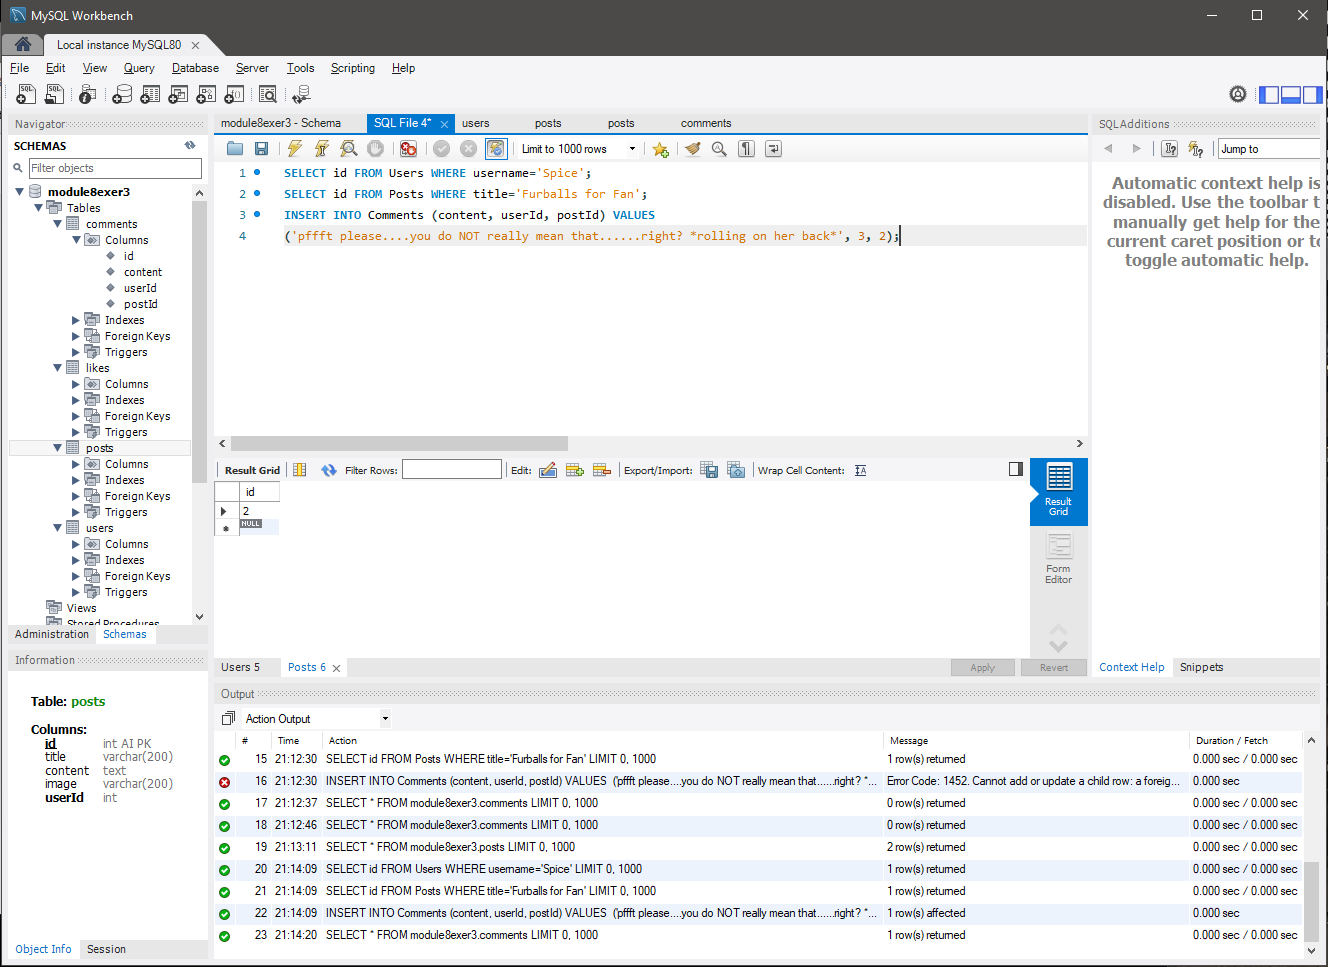 MySQL Workbench
Local instance MySQL80
File Edit View Query Database Server Tools Scripting Help
Navigator
SCHEMAS
Filter objects
module8exer3
Tables
comments
Columns
id
content
userId
postId
Indexes
Foreign Keys
Triggers
likes
Columns
Indexes
Foreign Keys
Triggers
posts
Columns
Indexes
Foreign Keys
Triggers
users
Columns
Indexes
Foreign Keys
Triggers
Views
Stored Procedures
Administration Schemas
Information
Table: posts
Columns:
id int AI PK
title varchar(200)
content text
image varchar(200)
userId int
Object Info Session
module8exer3 - Schema SQL File 4* users posts posts comments
Limit to 1000 rows
1 SELECT id FROM Users WHERE username='Spice';
2 SELECT id FROM Posts WHERE title='Furballs for Fan';
3 INSERT INTO Comments (content, userId, postId) VALUES
4 ('pffft please....you do NOT really mean that......right? *rolling on her back*', 3, 2);
Result Grid Filter Rows: Edit: Export/Import: Wrap Cell Content:
id
2
NULL
Result
Grid
Form
Editor
Users 5 Posts 6 Apply Revert
SQLAdditions
Jump to
Automatic context help is
disabled. Use the toolbar t
manually get help for the
current caret position or to
toggle automatic help.
Context Help Snippets
Output
Action Output
# Time Action Message Duration / Fetch
15 21:12:30 SELECT id FROM Posts WHERE title='Furballs for Fan' LIMIT 0, 1000 1 row(s) returned 0.000 sec / 0.000 sec
16 21:12:30 INSERT INTO Comments (content, userId, postId) VALUES ('pffft please....you do NOT really mean that......right? *... Error Code: 1452. Cannot add or update a child row: a foreig... 0.000 sec
17 21:12:37 SELECT * FROM module8exer3.comments LIMIT 0, 1000 0 row(s) returned 0.000 sec / 0.000 sec
18 21:12:46 SELECT * FROM module8exer3.comments LIMIT 0, 1000 0 row(s) returned 0.000 sec / 0.000 sec
19 21:13:11 SELECT * FROM module8exer3.posts LIMIT 0, 1000 2 row(s) returned 0.000 sec / 0.000 sec
20 21:14:09 SELECT id FROM Users WHERE username='Spice' LIMIT 0, 1000 1 row(s) returned 0.000 sec / 0.000 sec
21 21:14:09 SELECT id FROM Posts WHERE title='Furballs for Fan' LIMIT 0, 1000 1 row(s) returned 0.000 sec / 0.000 sec
22 21:14:09 INSERT INTO Comments (content, userId, postId) VALUES ('pffft please....you do NOT really mean that......right? *... 1 row(s) affected 0.000 sec
23 21:14:20 SELECT * FROM module8exer3.comments LIMIT 0, 1000 1 row(s) returned 0.000 sec / 0.000 sec